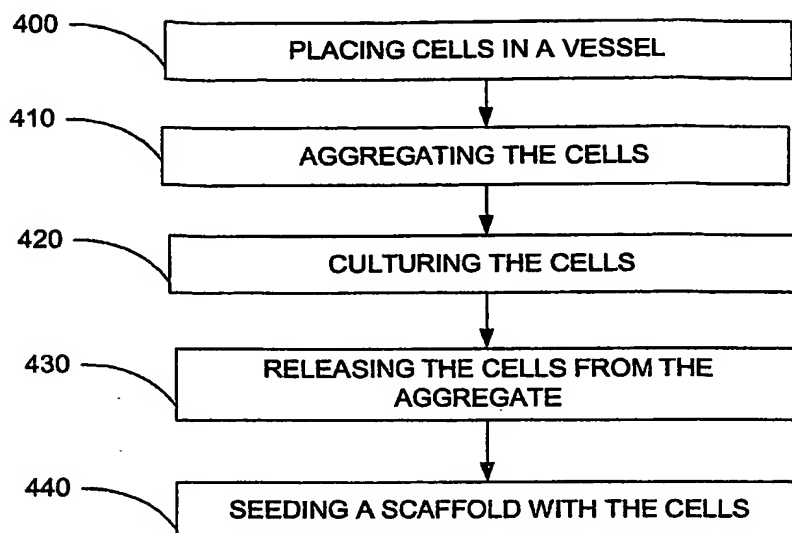 400
PLACING CELLS IN A VESSEL
410
AGGREGATING THE CELLS
420
CULTURING THE CELLS
430
RELEASING THE CELLS FROM THE
AGGREGATE
440
SEEDING A SCAFFOLD WITH THE CELLS